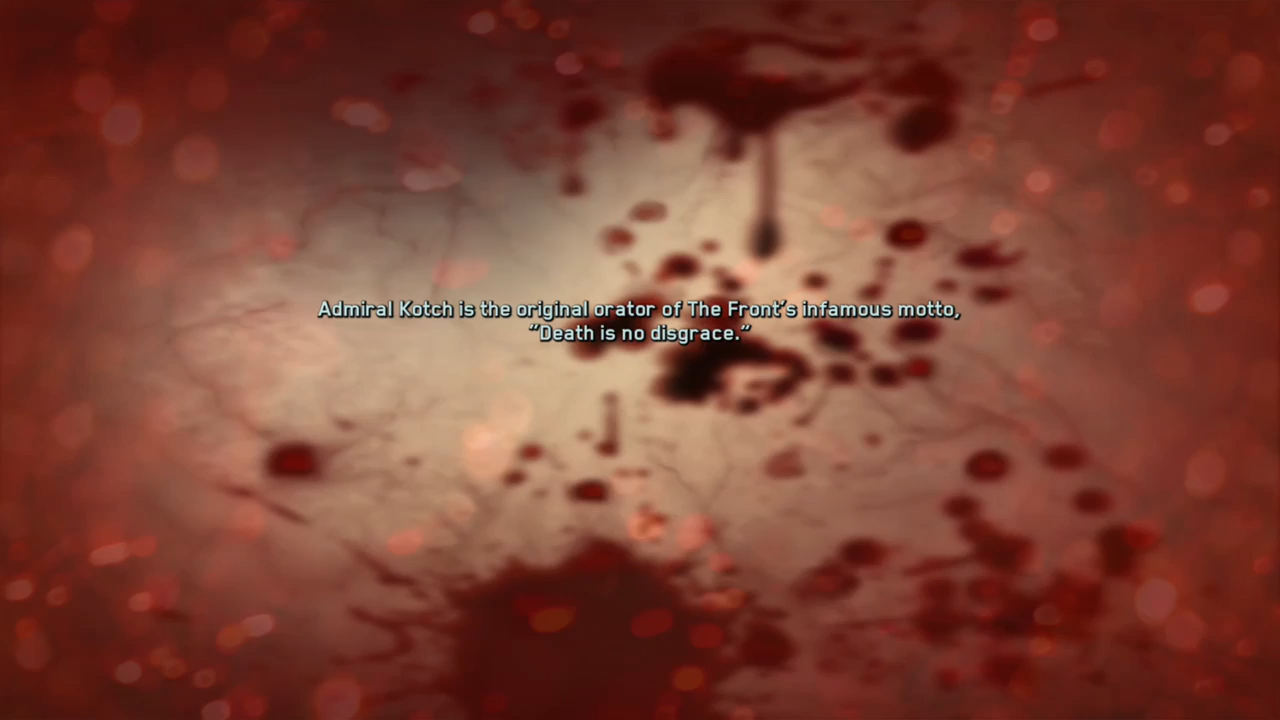 Admiral Kotch is the original orator of The Front's infamous motto,
"Death is no disgrace."